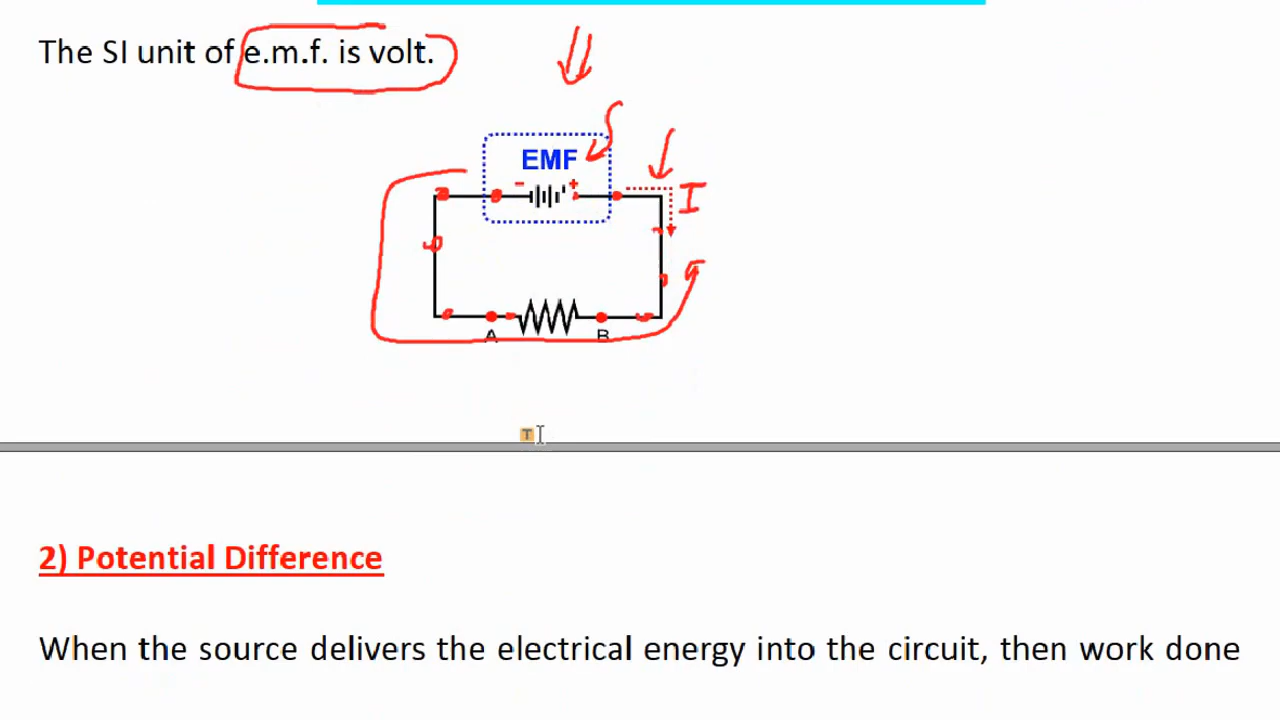 The SI unit of e.m.f. is volt.
EMF
- +
I
A B
T
2) Potential Difference
When the source delivers the electrical energy into the circuit, then work done